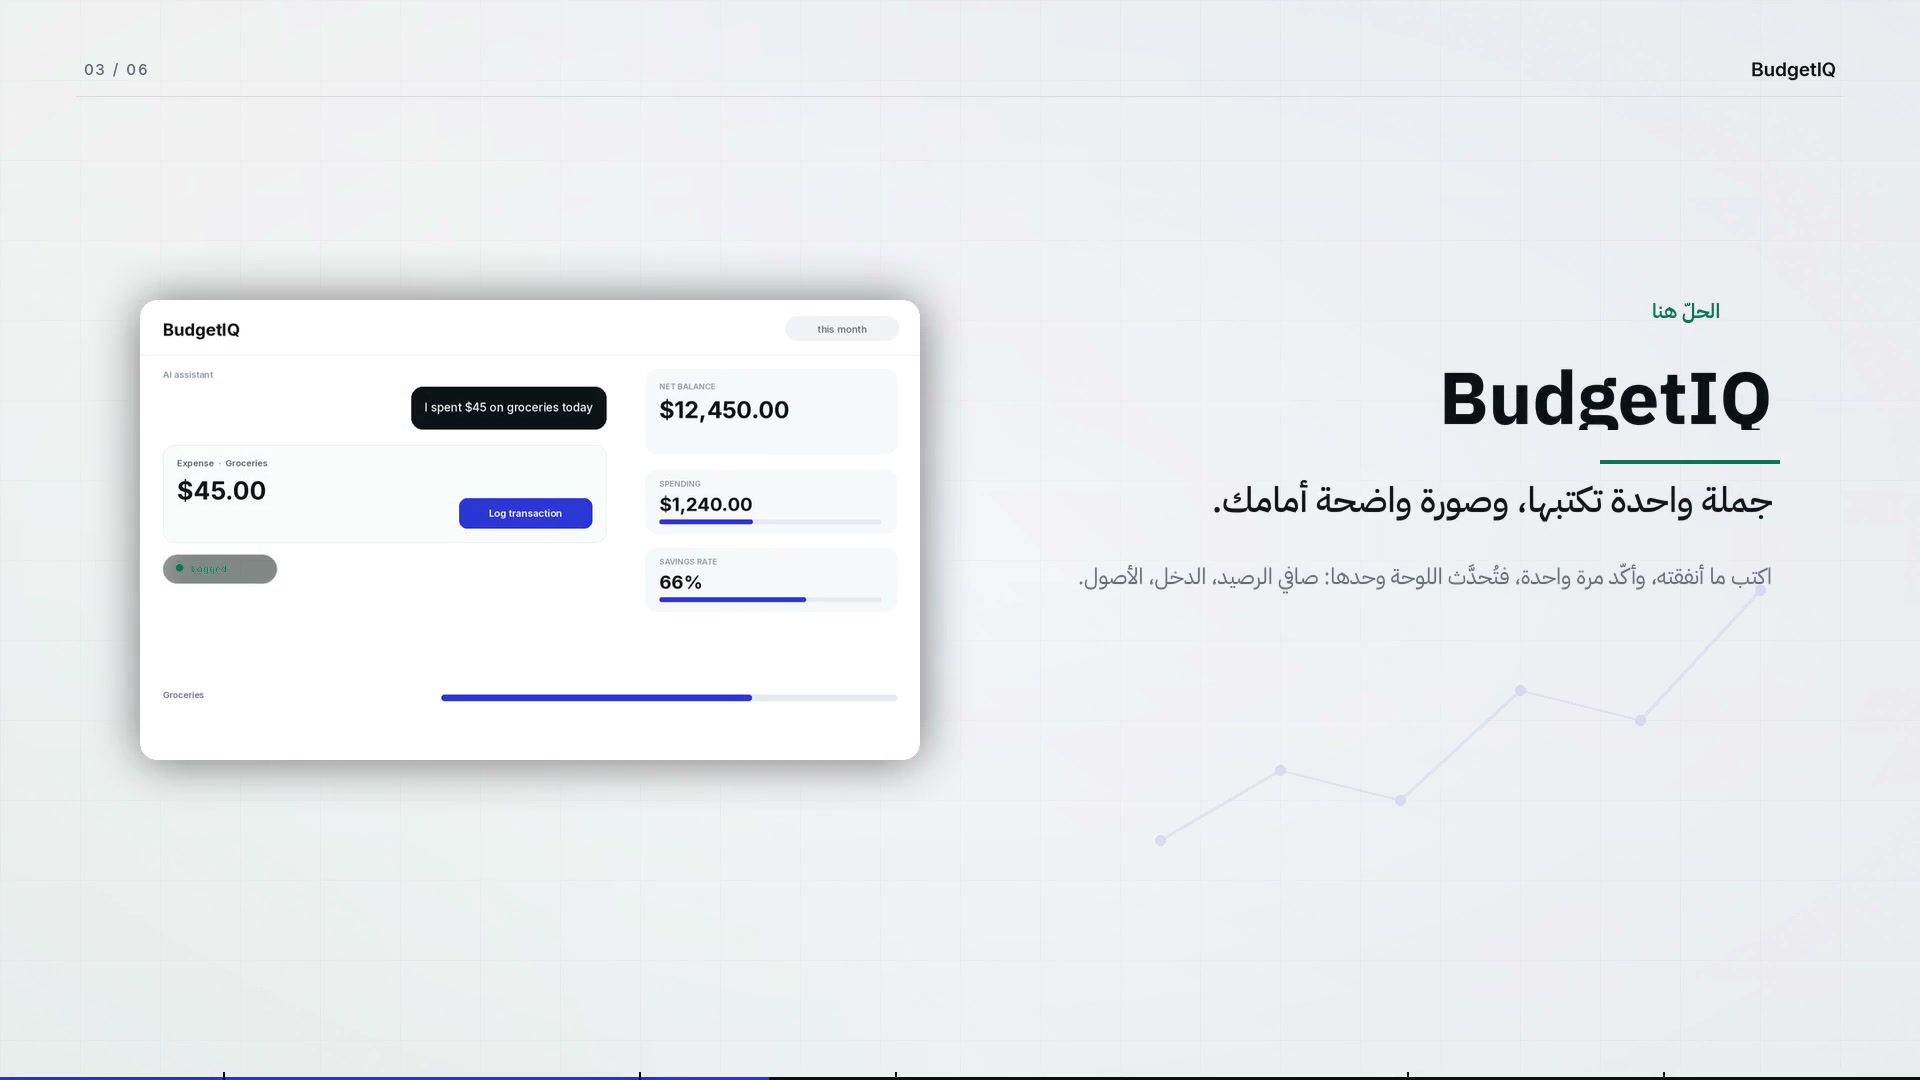 03 / 06
BudgetIQ
BudgetIQ
this month
AI assistant
I spent $45 on groceries today
Expense · Groceries
$45.00
Log transaction
Logged
NET BALANCE
$12,450.00
SPENDING
$1,240.00
SAVINGS RATE
66%
Groceries
الحلّ هنا
BudgetIQ
جملة واحدة تكتبها، وصورة واضحة أمامك.
اكتب ما أنفقته، وأكّد مرة واحدة، فتُحدَّث اللوحة وحدها: صافي الرصيد، الدخل، الأصول.